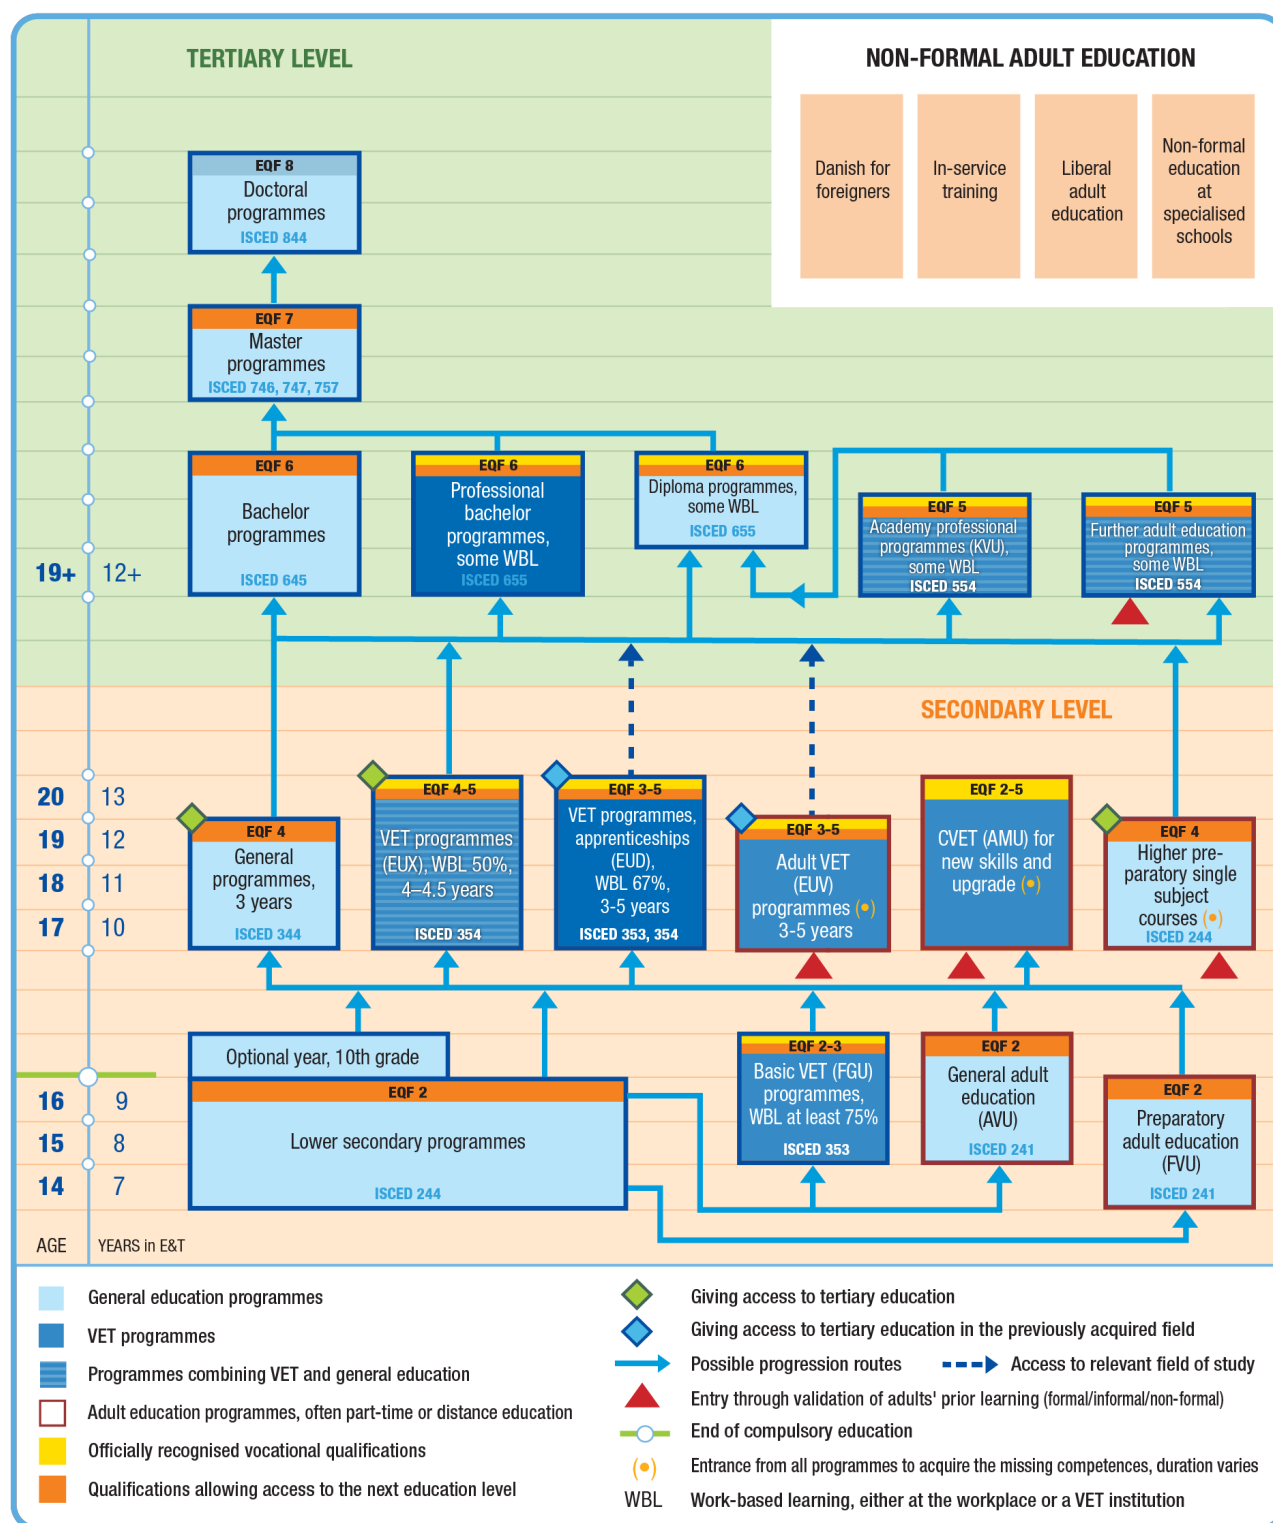 TERTIARY LEVEL
NON-FORMAL ADULT EDUCATION
Danish for
foreigners
In-service
training
Liberal
adult
education
Non-formal
education
at
specialised
schools
EQF 8
Doctoral
programmes
ISCED 844
EQF 7
Master
programmes
ISCED 746, 747, 757
EQF 6
Bachelor
programmes
ISCED 645
EQF 6
Professional
bachelor
programmes,
some WBL
ISCED 655
EQF 6
Diploma programmes,
some WBL
ISCED 655
EQF 5
Academy professional
programmes (KVU),
some WBL
ISCED 554
EQF 5
Further adult education
programmes,
some WBL
ISCED 554
19+ 12+
SECONDARY LEVEL
20 13
19 12
18 11
17 10
EQF 4
General
programmes,
3 years
ISCED 344
EQF 4-5
VET programmes
(EUX), WBL 50%,
4–4.5 years
ISCED 354
EQF 3-5
VET programmes,
apprenticeships
(EUD),
WBL 67%,
3-5 years
ISCED 353, 354
EQF 3-5
Adult VET
(EUV)
programmes (•)
3-5 years
EQF 2-5
CVET (AMU) for
new skills and
upgrade (•)
EQF 4
Higher pre-
paratory single
subject
courses (•)
ISCED 244
Optional year, 10th grade
EQF 2
Lower secondary programmes
ISCED 244
EQF 2-3
Basic VET (FGU)
programmes,
WBL at least 75%
ISCED 353
EQF 2
General adult
education
(AVU)
ISCED 241
EQF 2
Preparatory
adult education
(FVU)
ISCED 241
16 9
15 8
14 7
AGE YEARS in E&T
General education programmes
VET programmes
Programmes combining VET and general education
Adult education programmes, often part-time or distance education
Officially recognised vocational qualifications
Qualifications allowing access to the next education level
Giving access to tertiary education
Giving access to tertiary education in the previously acquired field
Possible progression routes
Access to relevant field of study
Entry through validation of adults' prior learning (formal/informal/non-formal)
End of compulsory education
(•) Entrance from all programmes to acquire the missing competences, duration varies
WBL Work-based learning, either at the workplace or a VET institution